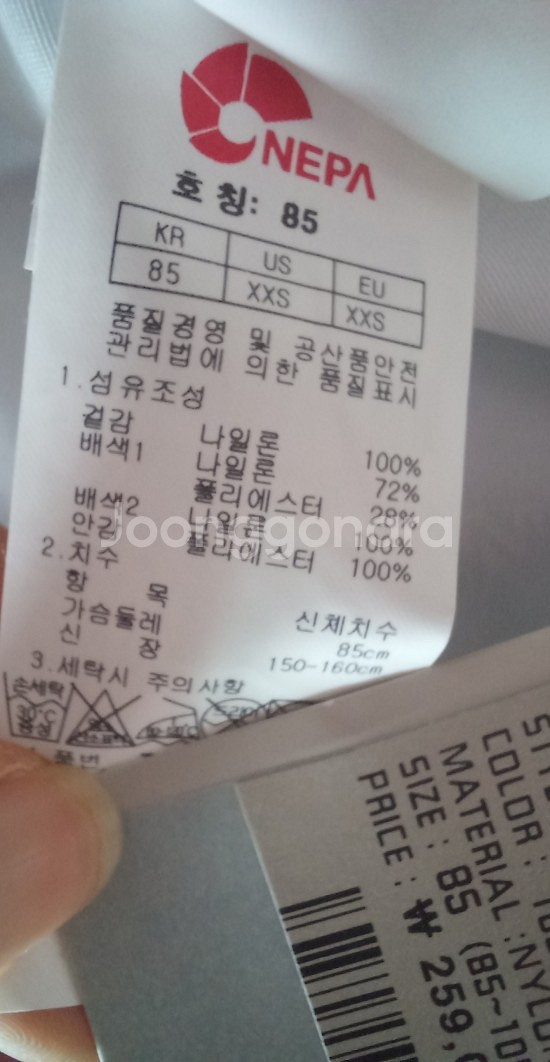 NEPA
호 칭: 85
KR US EU
85 XXS XXS
품질경영 및 공산품안전
관리법에 의한 품질표시
1.섬유조성
겉감 나일론 100%
배색1 나일론 72%
폴리에스터 28%
배색2 나일론 100%
안감 폴리에스터 100%
2.치수
항 목 신체치수
가슴둘레 85cm
신 장 150-160cm
3.세탁시 주의사항
손세탁
Joonggonara
COLOR :
MATERIAL :NYLO
SIZE : 85 (85~10
PRICE : ₩ 259,